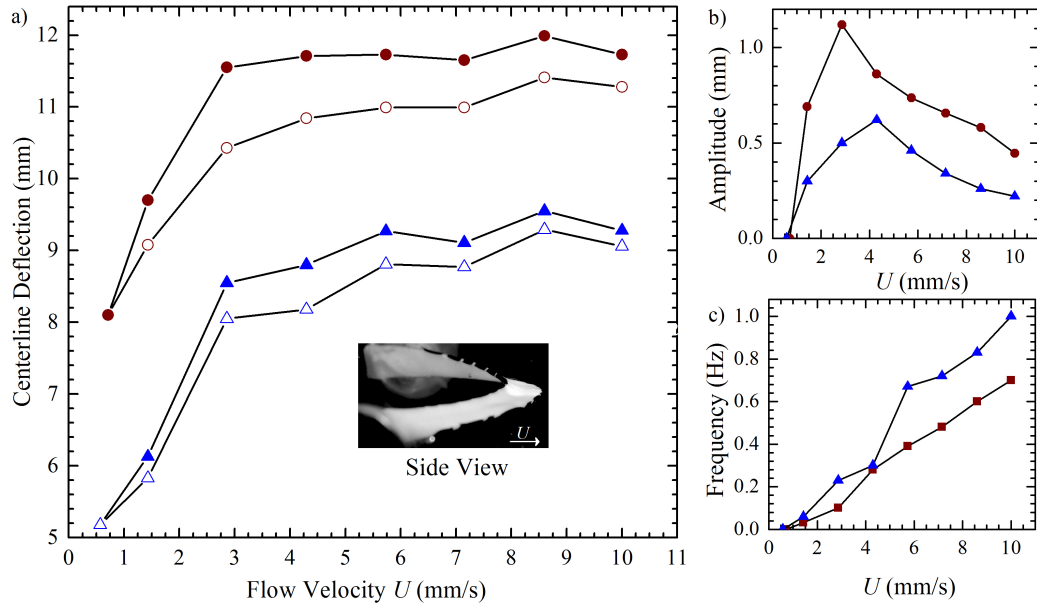 a)
Centerline Deflection (mm)
12
11
10
9
8
7
6
5
0 1 2 3 4 5 6 7 8 9 10 11
Flow Velocity U (mm/s)
U
Side View
b)
Amplitude (mm)
1.0
0.5
0.0
0 2 4 6 8 10
U (mm/s)
c)
Frequency (Hz)
1.0
0.8
0.6
0.4
0.2
0.0
0 2 4 6 8 10
U (mm/s)